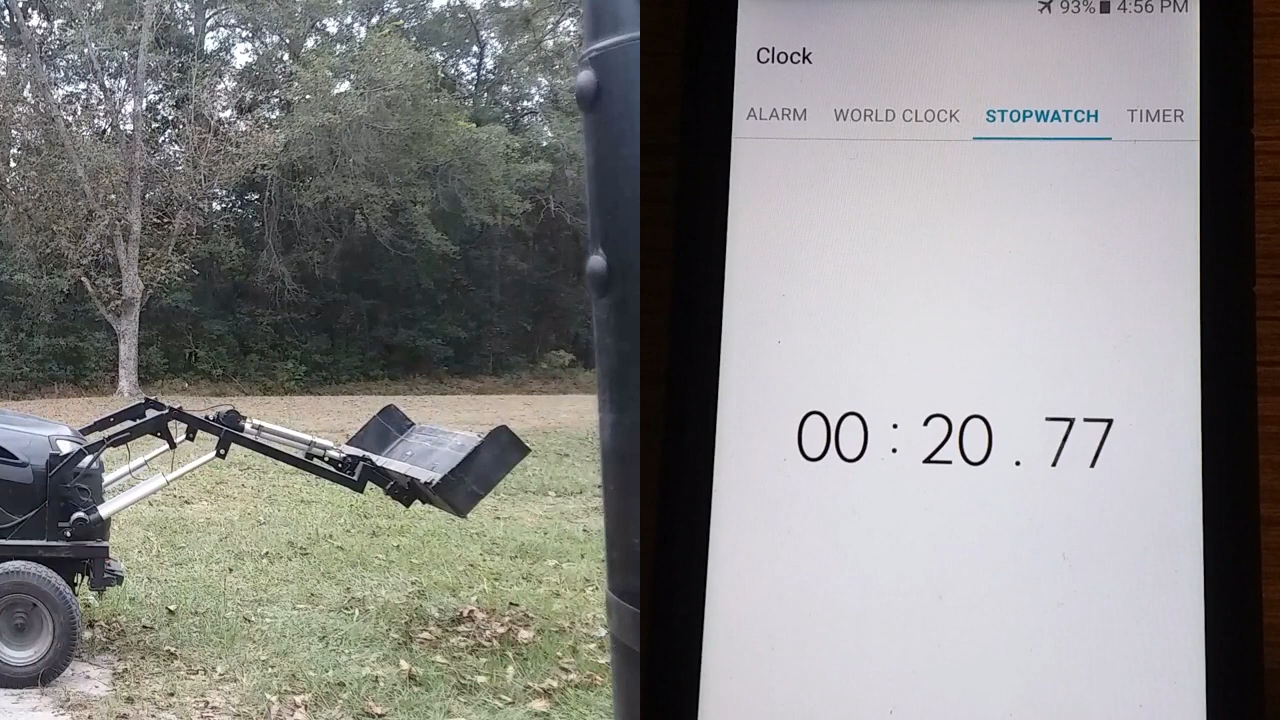 93% 4:56 PM
Clock
ALARM WORLD CLOCK STOPWATCH TIMER
00 : 20 . 77